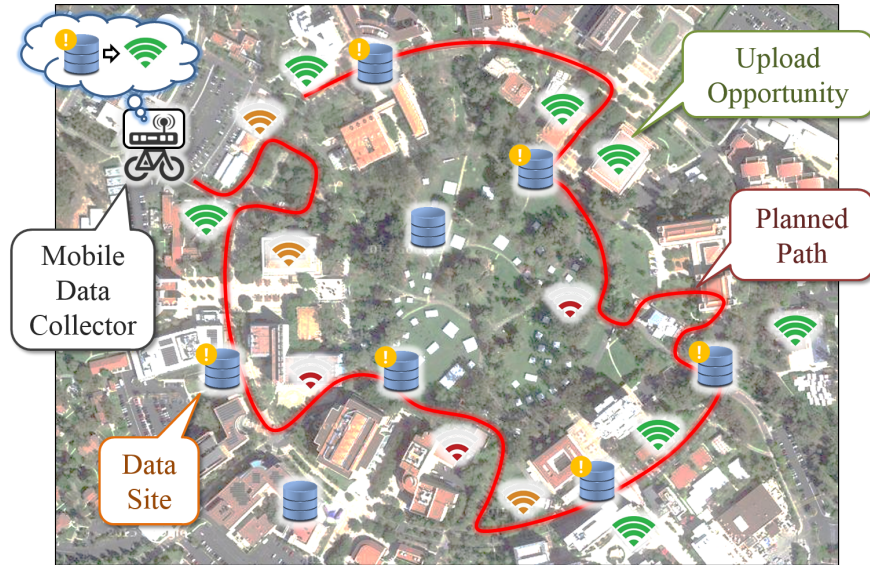 Upload
Opportunity
Planned
Path
Mobile
Data
Collector
Data
Site
!
!
!
!
!
!
!